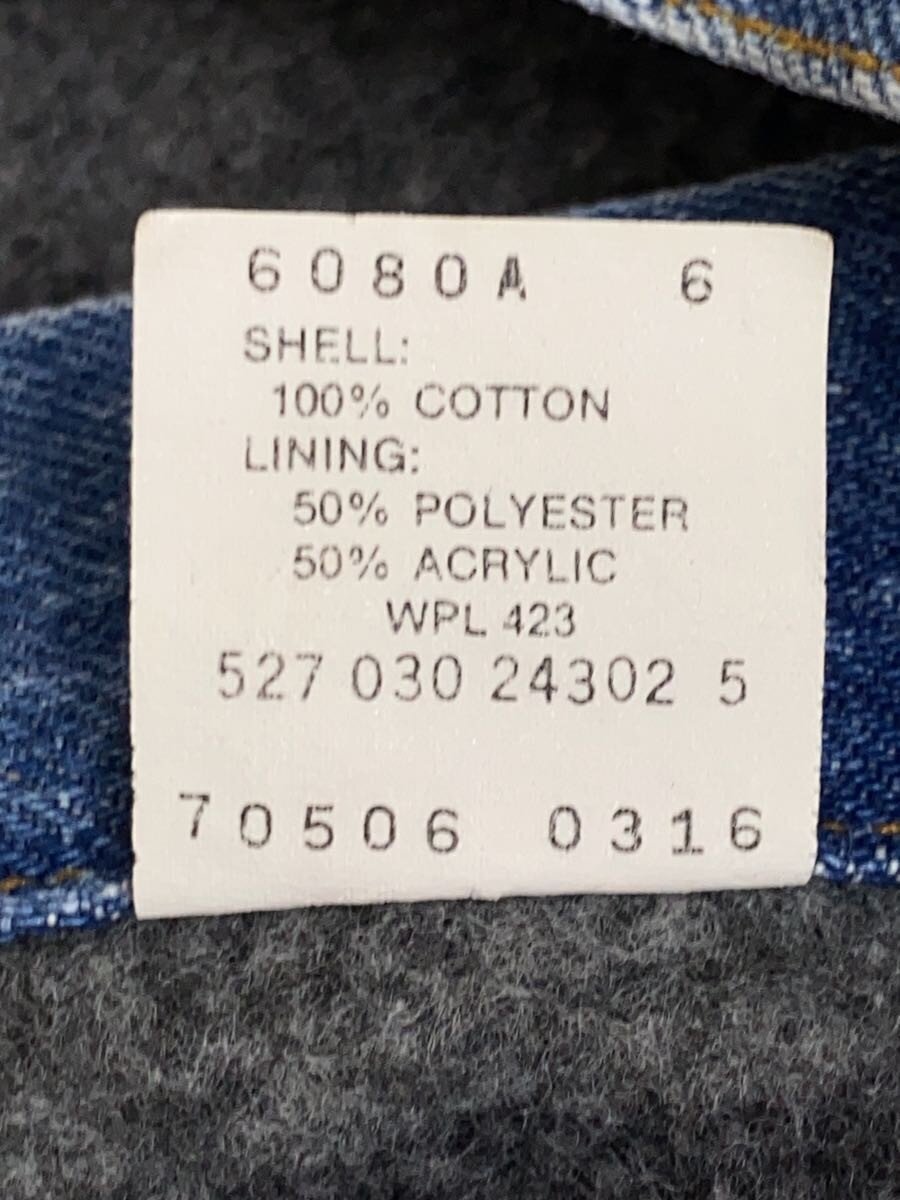 6080A 6
SHELL:
100% COTTON
LINING:
50% POLYESTER
50% ACRYLIC
WPL 423
527 030 24302 5
70506 0316